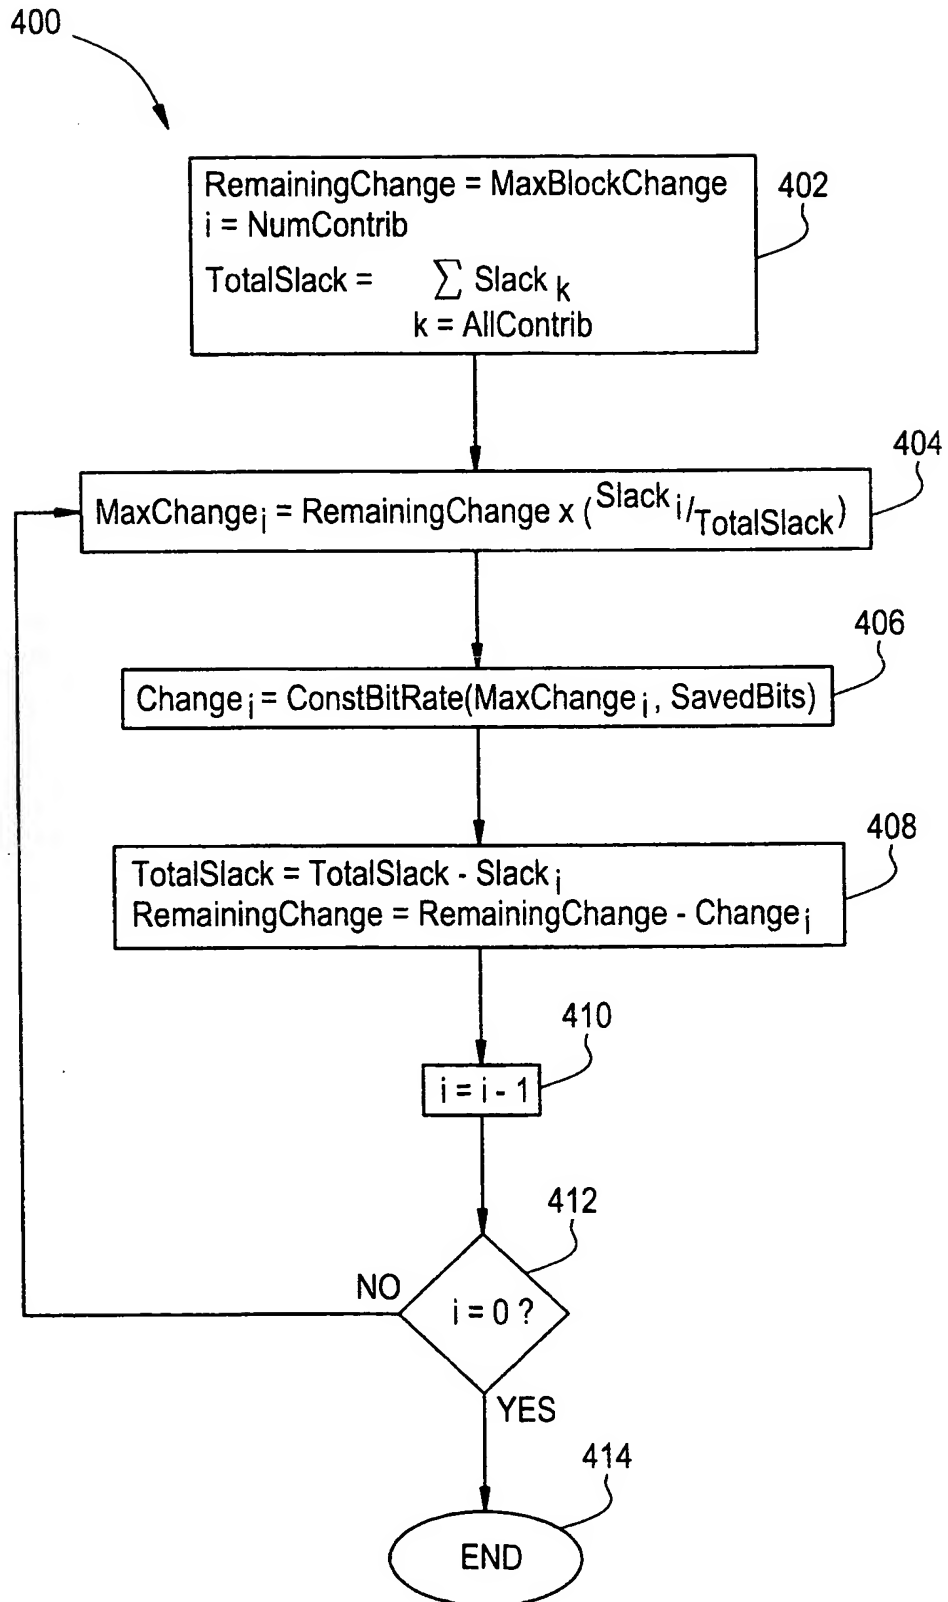 400
RemainingChange = MaxBlockChange
i = NumContrib
TotalSlack = ∑ Slack k
k = AllContrib
402
404
MaxChange i = RemainingChange x (Slack i/TotalSlack)
406
Change i = ConstBitRate(MaxChange i, SavedBits)
408
TotalSlack = TotalSlack - Slack i
RemainingChange = RemainingChange - Change i
410
i = i - 1
412
NO
i = 0 ?
YES
414
END